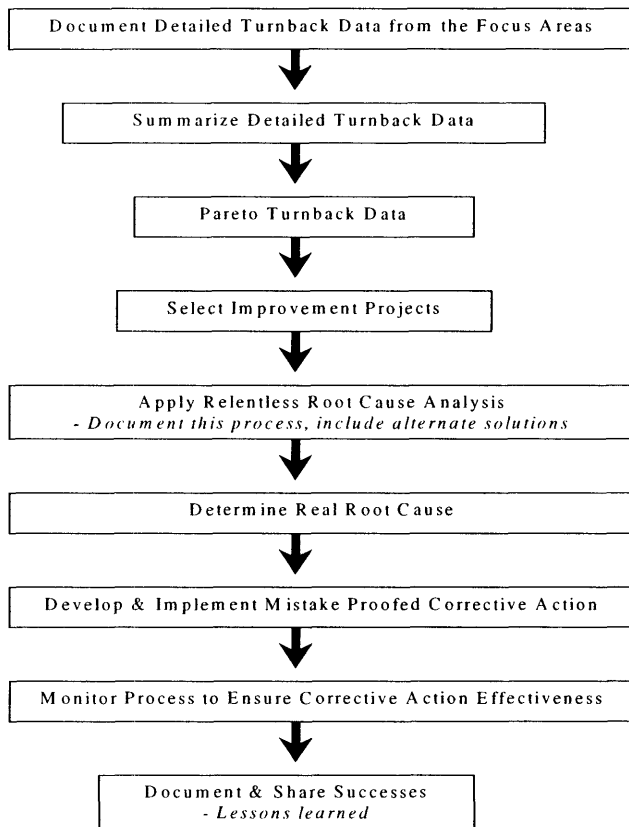 Document Detailed Turnback Data from the Focus Areas
Summarize Detailed Turnback Data
Pareto Turnback Data
Select Improvement Projects
Apply Relentless Root Cause Analysis
- Document this process, include alternate solutions
Determine Real Root Cause
Develop & Implement Mistake Proofed Corrective Action
Monitor Process to Ensure Corrective Action Effectiveness
Document & Share Successes
- Lessons learned